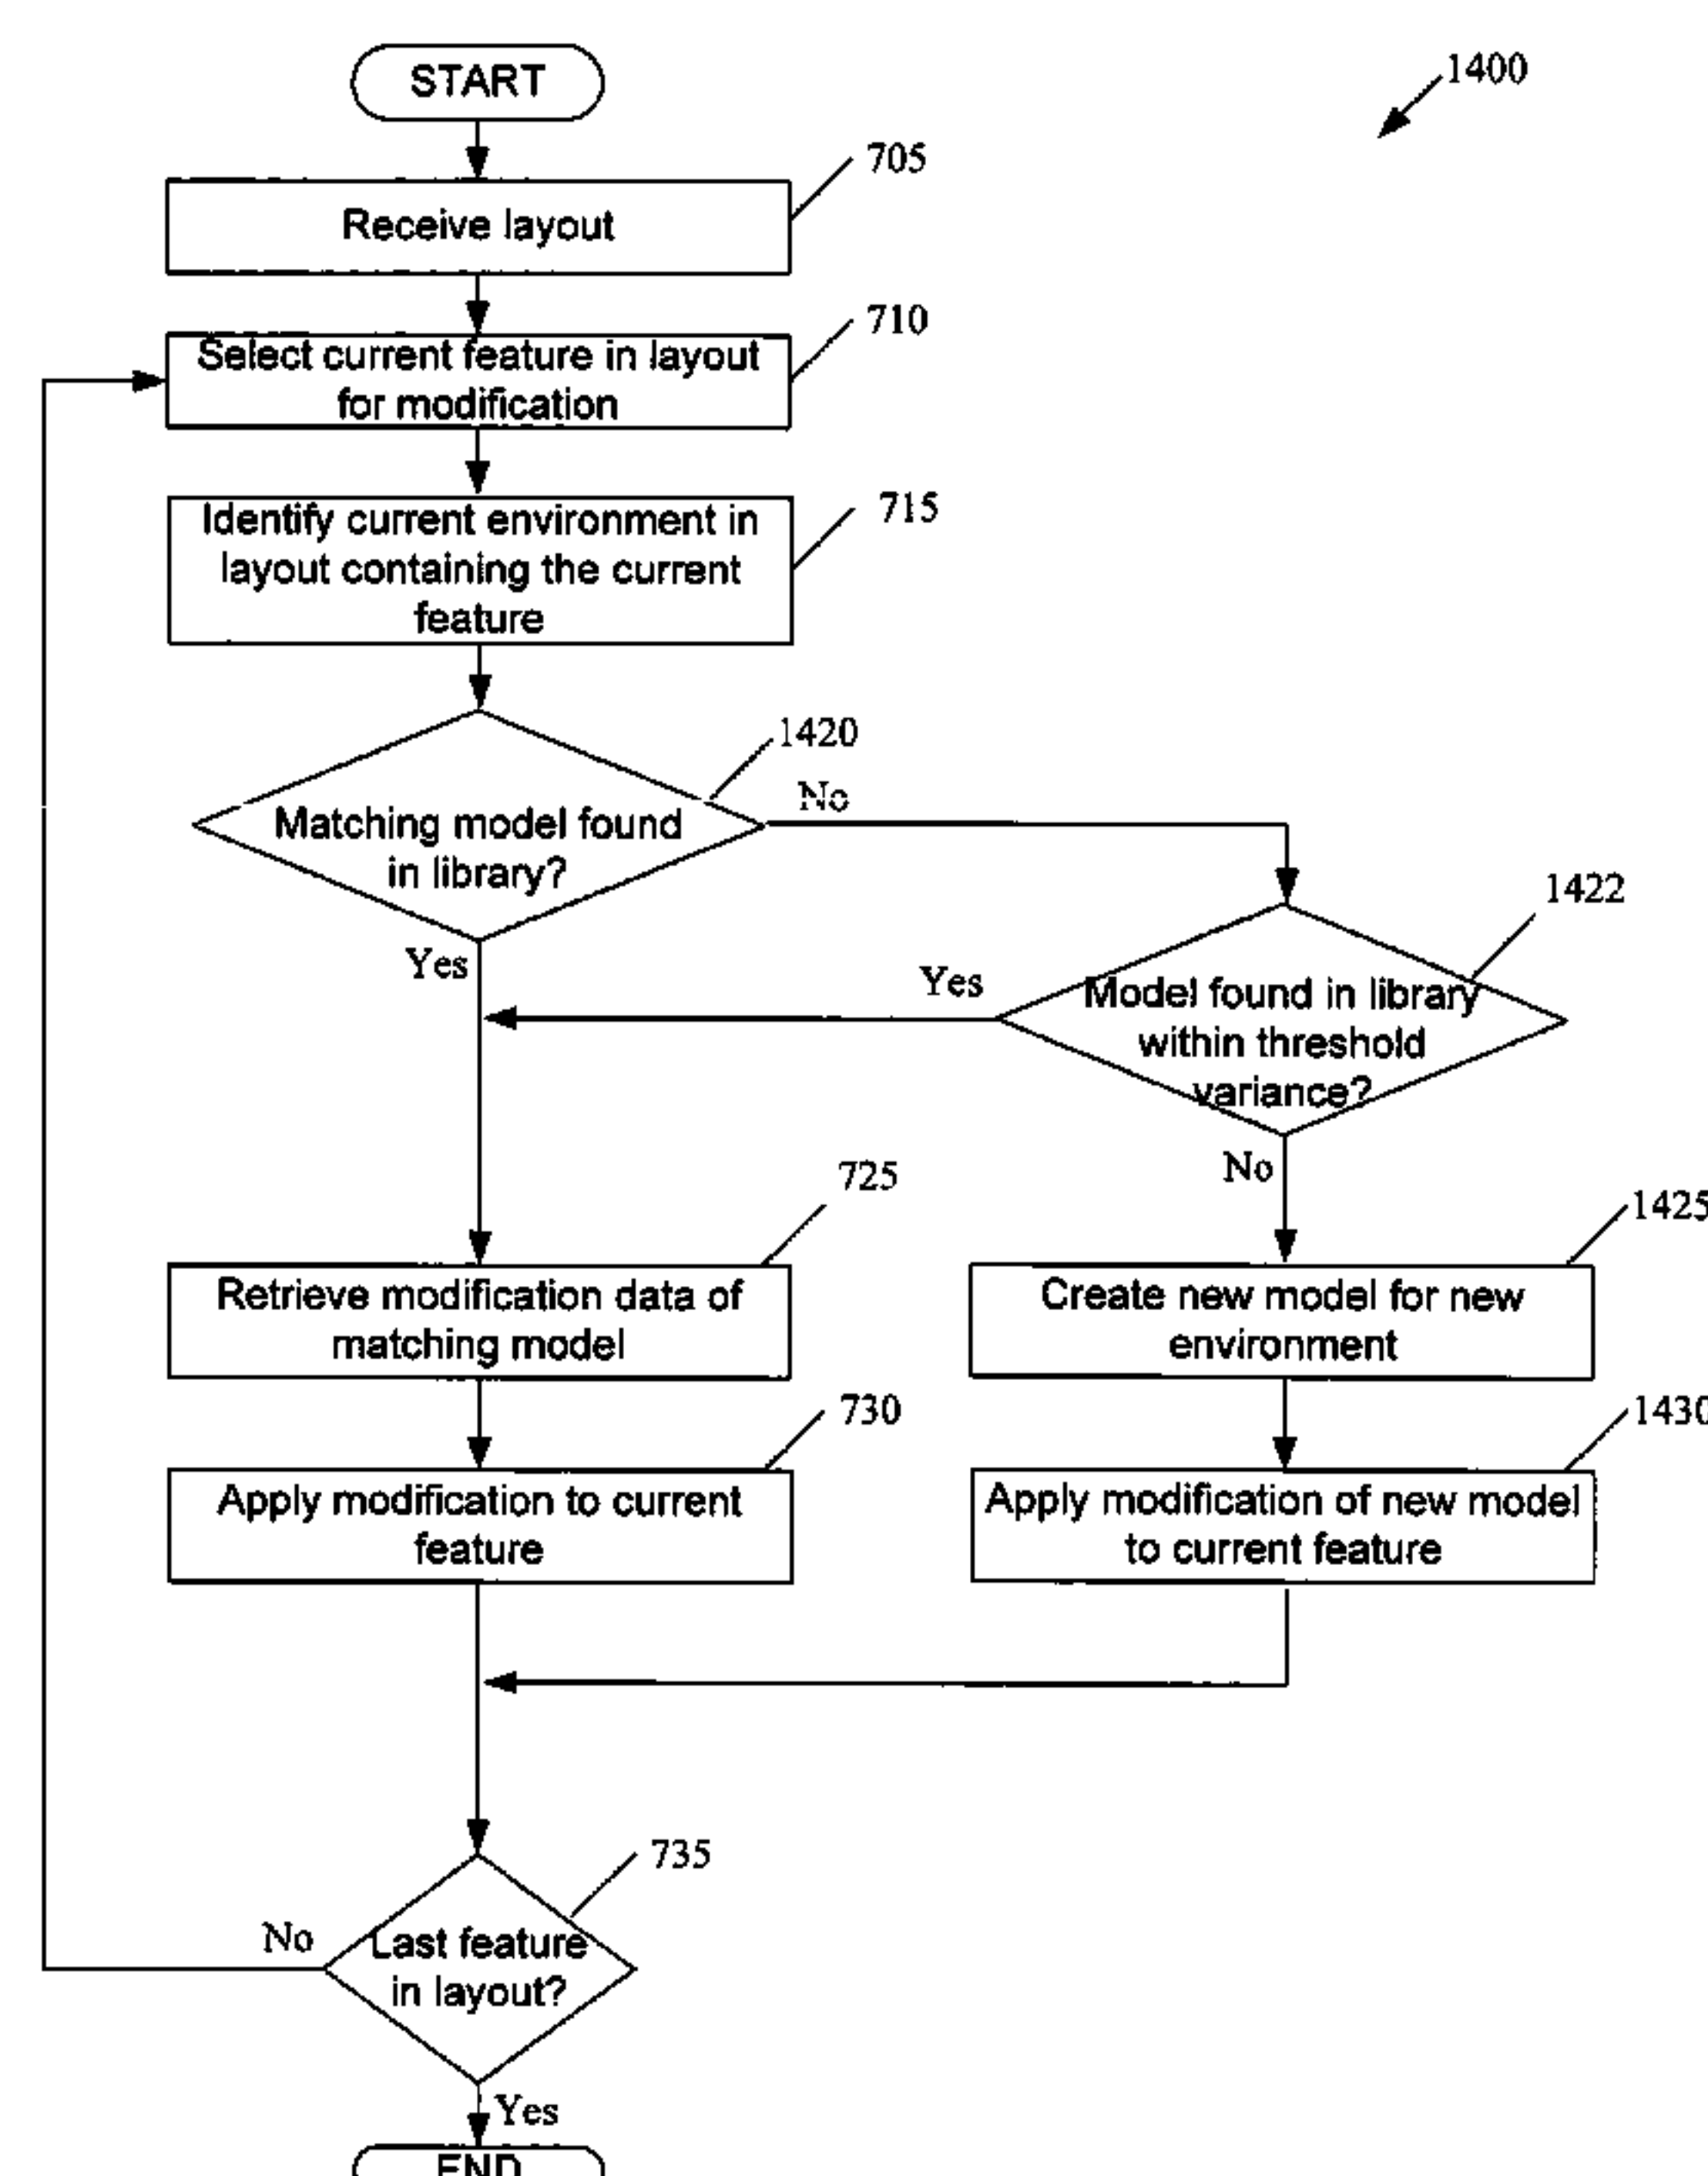 START
1400
705
Receive layout
710
Select current feature in layout
for modification
715
Identify current environment in
layout containing the current
feature
1420
No
Matching model found
in library?
1422
Yes
Yes
Model found in library
within threshold
variance?
No
725
1425
Retrieve modification data of
matching model
Create new model for new
environment
730
1430
Apply modification to current
feature
Apply modification of new model
to current feature
735
No
Last feature
in layout?
Yes
END